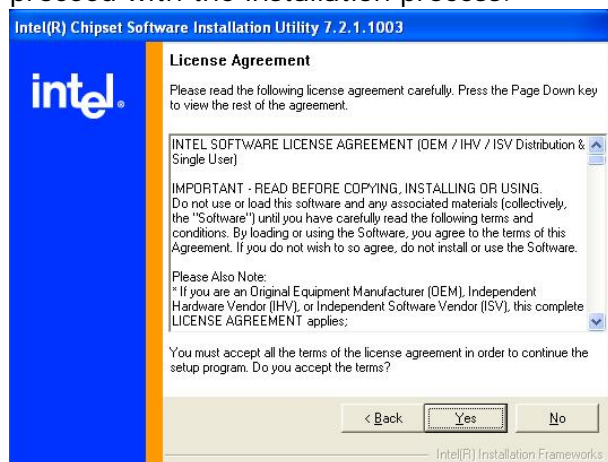 Intel(R) Chipset Software Installation Utility 7.2.1.1003
intel®
License Agreement
Please read the following license agreement carefully. Press the Page Down key
to view the rest of the agreement.
INTEL SOFTWARE LICENSE AGREEMENT (OEM / IHV / ISV Distribution &
Single User)
IMPORTANT - READ BEFORE COPYING, INSTALLING OR USING.
Do not use or load this software and any associated materials (collectively,
the "Software") until you have carefully read the following terms and
conditions. By loading or using the Software, you agree to the terms of this
Agreement. If you do not wish to so agree, do not install or use the Software.
Please Also Note:
* If you are an Original Equipment Manufacturer (OEM), Independent
Hardware Vendor (IHV), or Independent Software Vendor (ISV), this complete
LICENSE AGREEMENT applies;
You must accept all the terms of the license agreement in order to continue the
setup program. Do you accept the terms?
< Back
Yes
No
Intel(R) Installation Frameworks